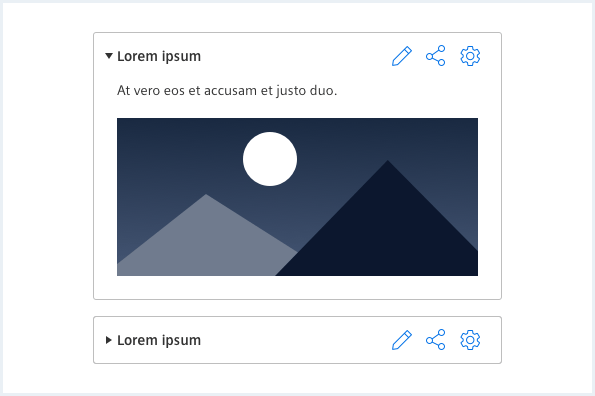 Lorem ipsum
At vero eos et accusam et justo duo.
Lorem ipsum